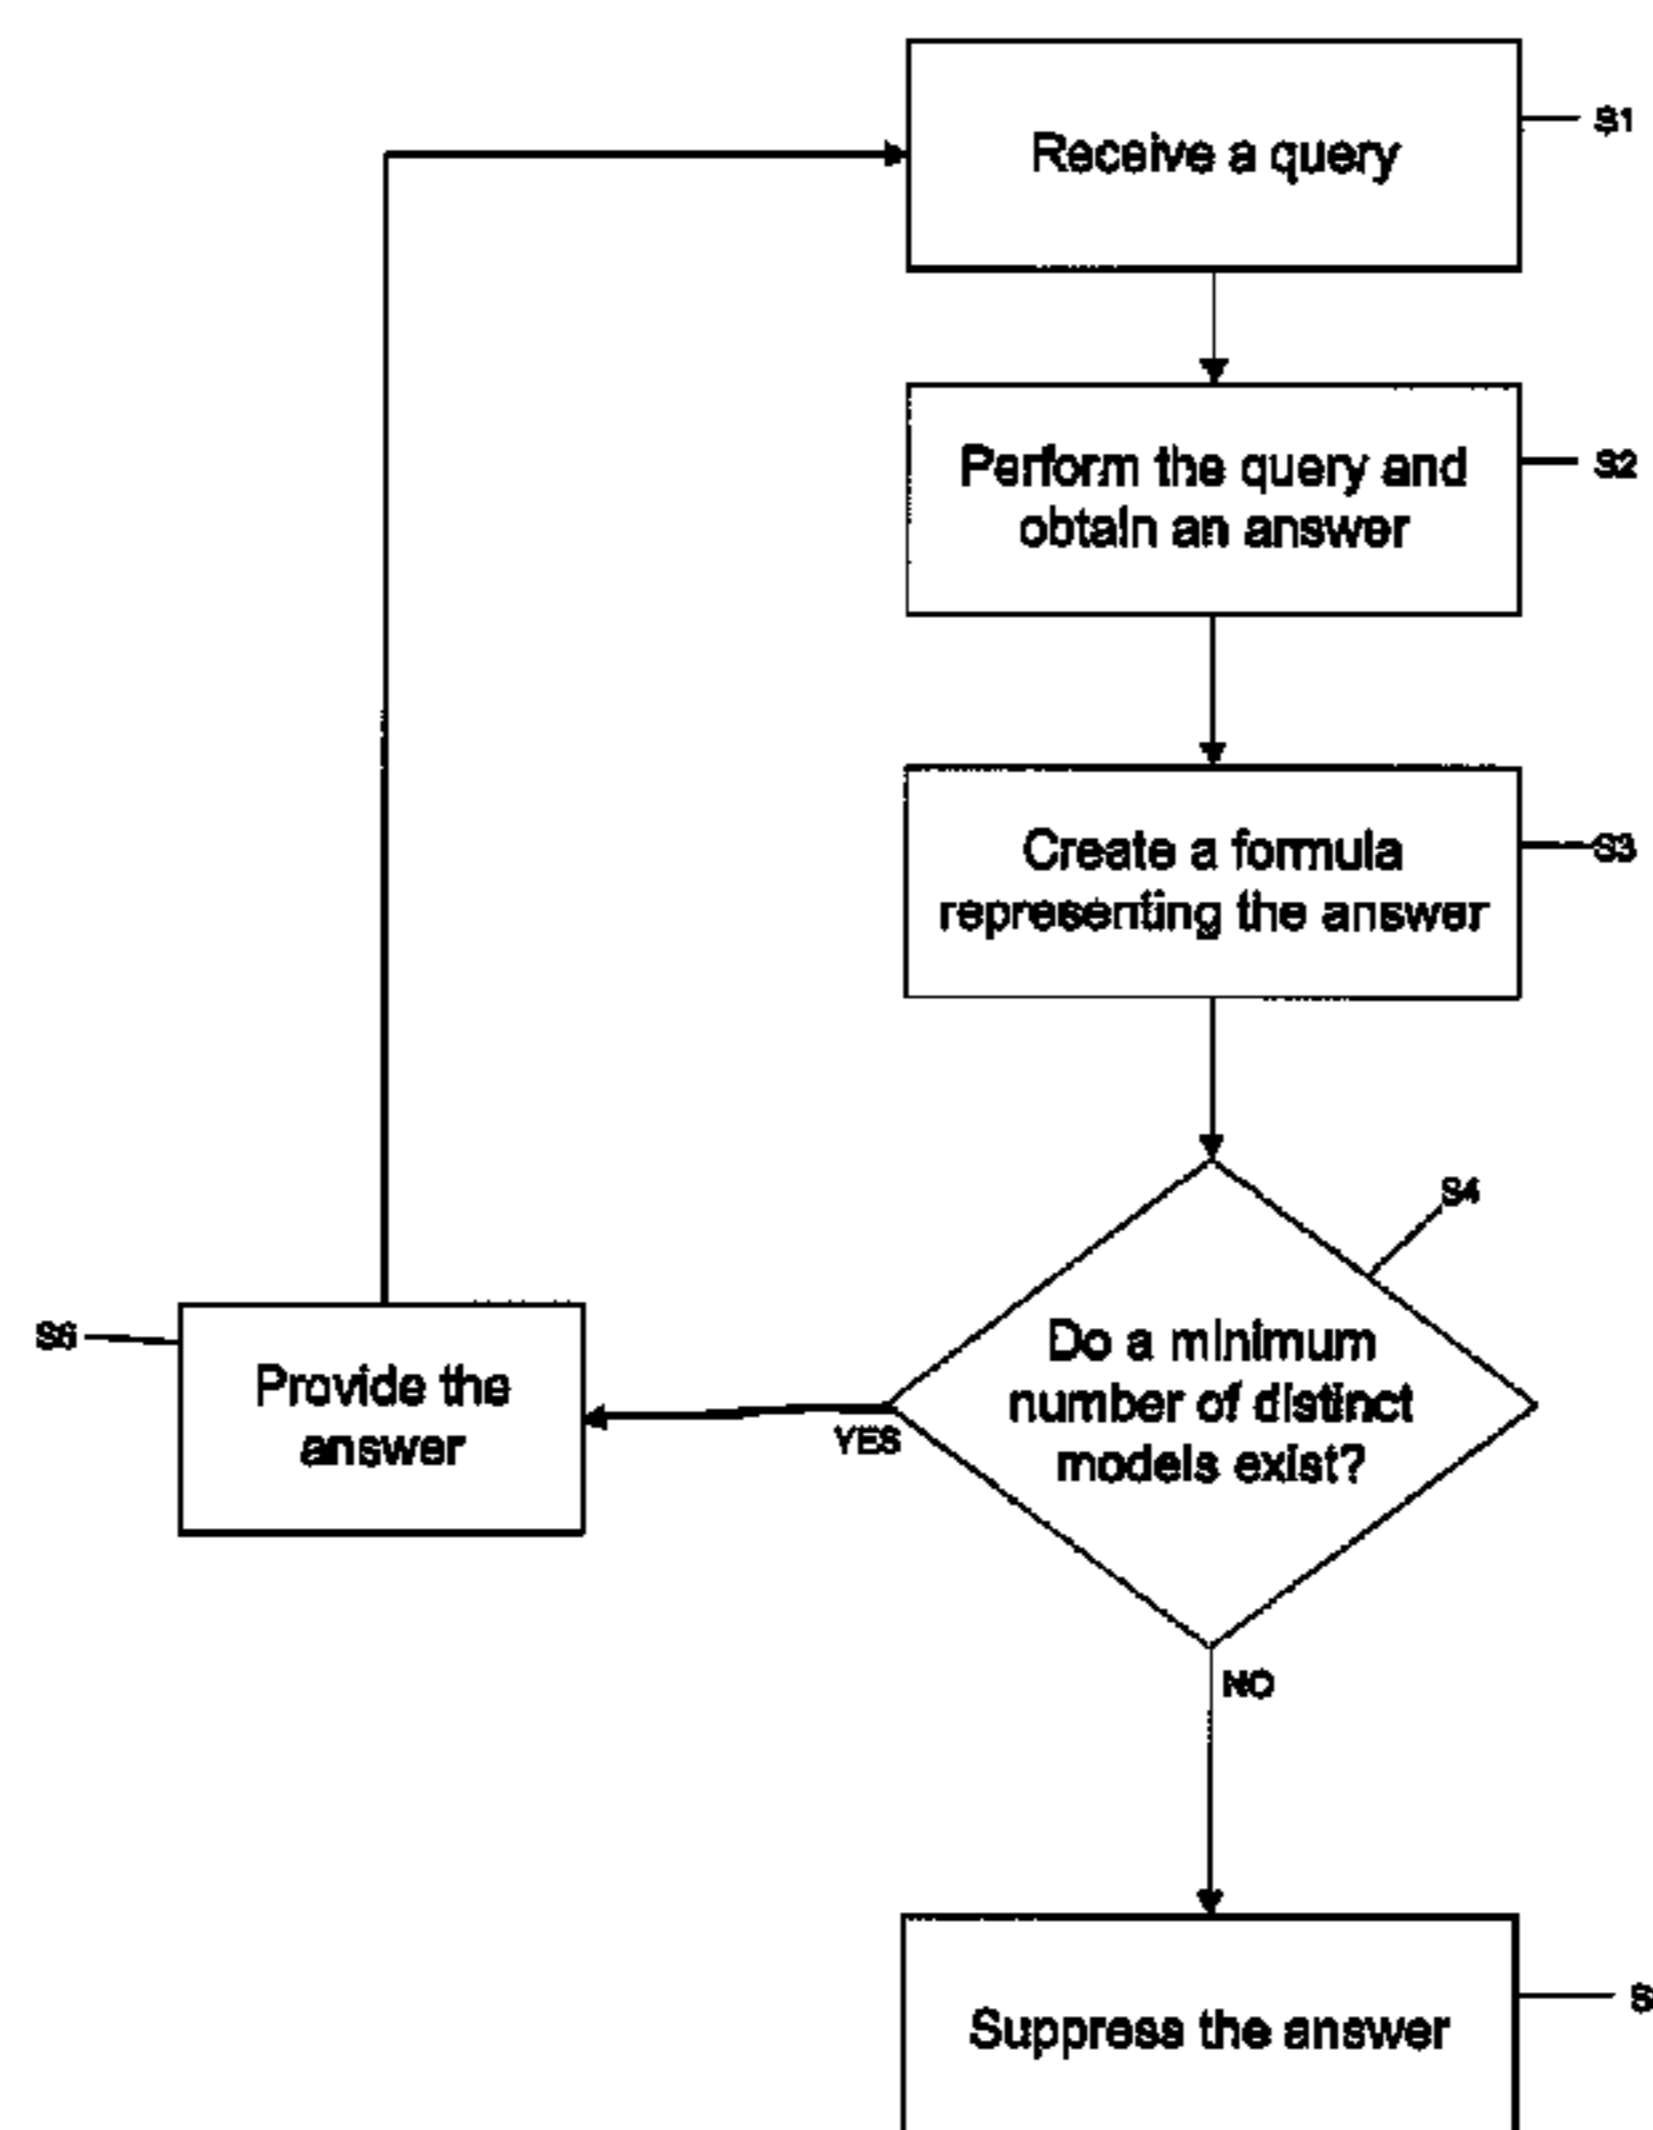 Receive a query
S1
Perform the query and
obtain an answer
S2
Create a formula
representing the answer
S3
S4
Do a minimum
number of distinct
models exist?
YES
Provide the
answer
NO
Suppress the answer
S